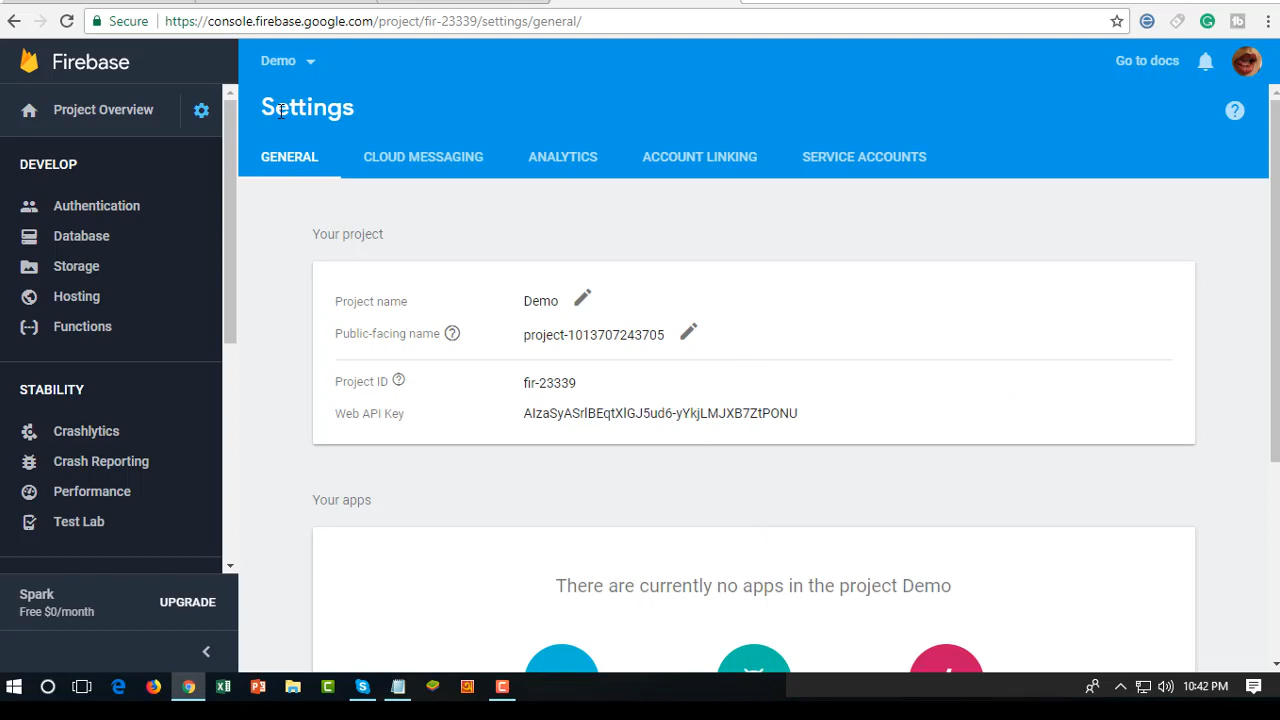 Secure https://console.firebase.google.com/project/fir-23339/settings/general/
Firebase
Demo
Go to docs
Project Overview
Settings
GENERAL CLOUD MESSAGING ANALYTICS ACCOUNT LINKING SERVICE ACCOUNTS
DEVELOP
Authentication
Database
Storage
Hosting
Functions
STABILITY
Crashlytics
Crash Reporting
Performance
Test Lab
Spark
Free $0/month
UPGRADE
Your project
Project name Demo
Public-facing name project-1013707243705
Project ID fir-23339
Web API Key AIzaSyASrlBEqtXlGJ5ud6-yYkjLMJXB7ZtPONU
Your apps
There are currently no apps in the project Demo
10:42 PM